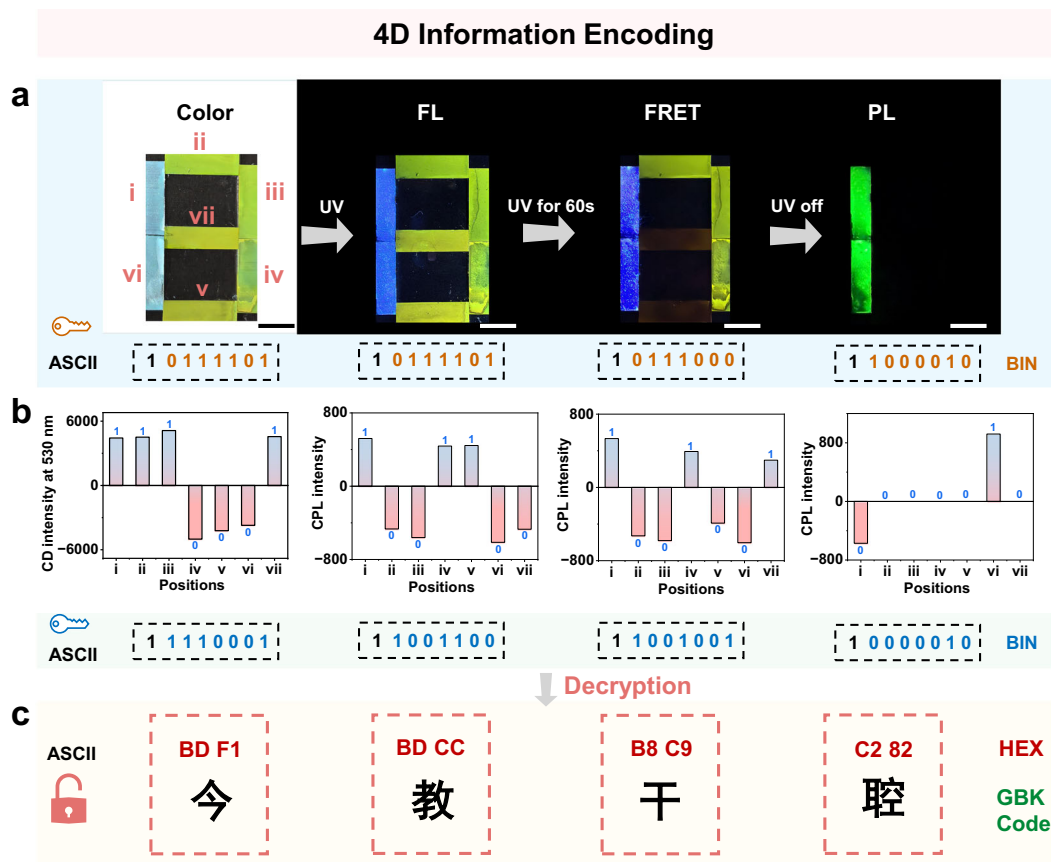 4D Information Encoding
a
Color
FL
FRET
PL
i
ii
iii
iv
v
vi
vii
UV
UV for 60s
UV off
ASCII
1 0 1 1 1 1 0 1
1 0 1 1 1 1 0 1
1 0 1 1 1 0 0 0
1 1 0 0 0 0 1 0
BIN
b
CD intensity at 530 nm
6000
0
−6000
1 1 1 0 0 0 1
i ii iii iv v vi vii
Positions
CPL intensity
800
0
−800
1 0 0 1 1 0 0
i ii iii iv v vi vii
Positions
CPL intensity
800
0
−800
1 0 0 1 0 0 1
i ii iii iv v vi vii
Positions
CPL intensity
800
0
−800
0 0 0 0 0 1 0
i ii iii iv v vi vii
Positions
ASCII
1 1 1 1 0 0 0 1
1 1 0 0 1 1 0 0
1 1 0 0 1 0 0 1
1 0 0 0 0 0 1 0
BIN
Decryption
c
ASCII
BD F1
今
BD CC
教
B8 C9
干
C2 82
聢
HEX
GBK
Code